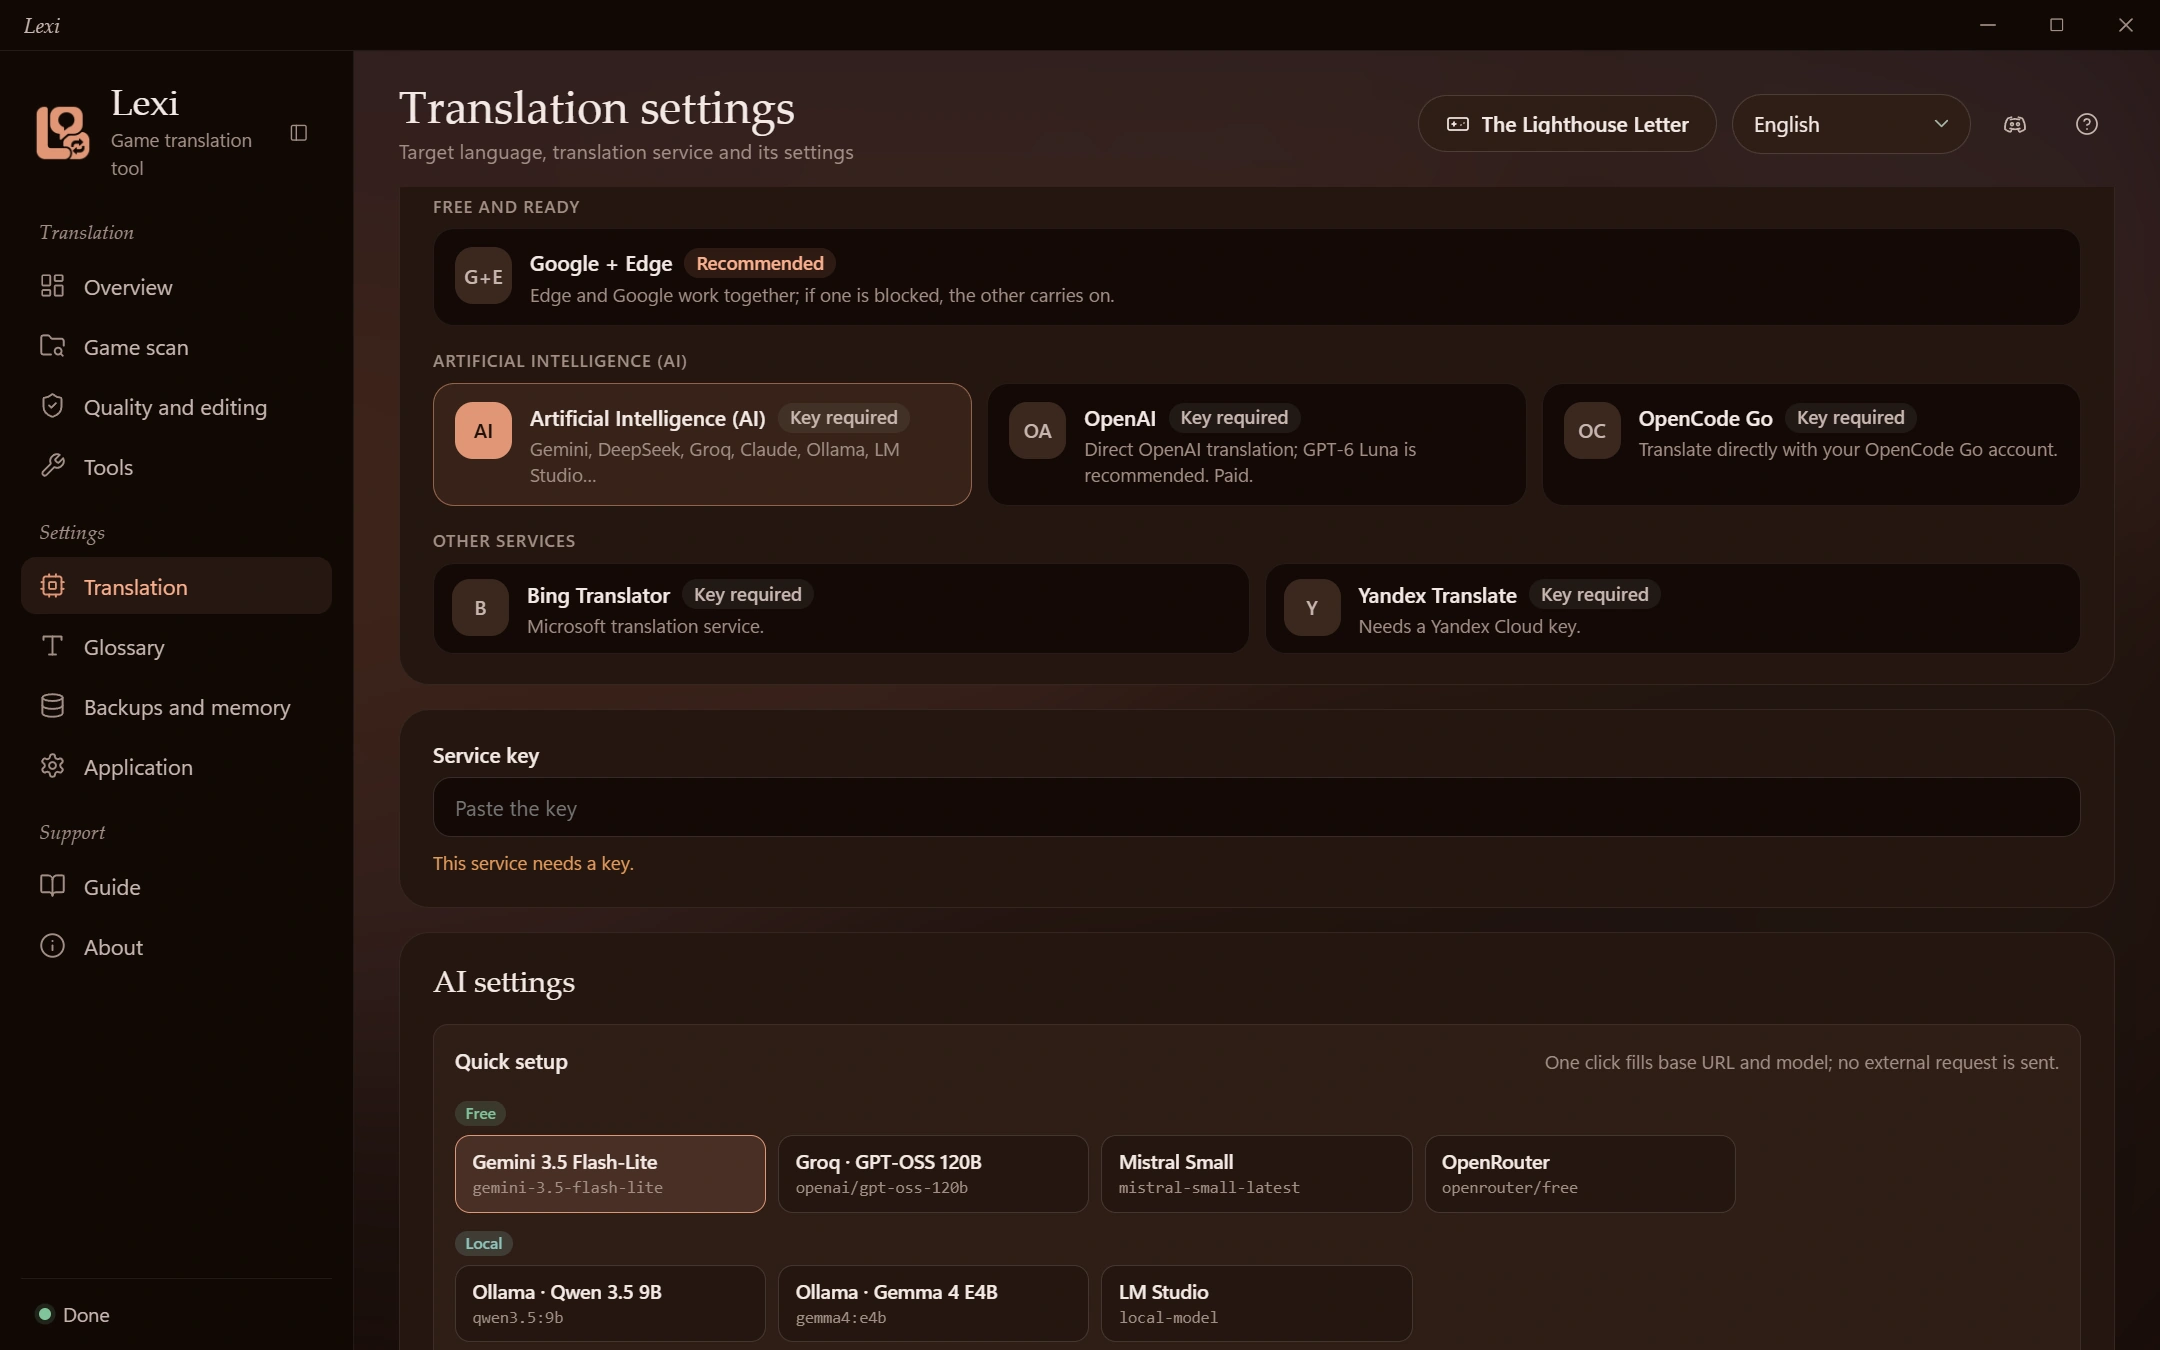 Lexi
Lexi
Game translation
tool
Translation
Overview
Game scan
Quality and editing
Tools
Settings
Translation
Glossary
Backups and memory
Application
Support
Guide
About
Done
Translation settings
Target language, translation service and its settings
The Lighthouse Letter
English
FREE AND READY
G+E
Google + Edge Recommended
Edge and Google work together; if one is blocked, the other carries on.
ARTIFICIAL INTELLIGENCE (AI)
AI
Artificial Intelligence (AI) Key required
Gemini, DeepSeek, Groq, Claude, Ollama, LM
Studio...
OA
OpenAI Key required
Direct OpenAI translation; GPT-6 Luna is
recommended. Paid.
OC
OpenCode Go Key required
Translate directly with your OpenCode Go account.
OTHER SERVICES
B
Bing Translator Key required
Microsoft translation service.
Y
Yandex Translate Key required
Needs a Yandex Cloud key.
Service key
Paste the key
This service needs a key.
AI settings
Quick setup
One click fills base URL and model; no external request is sent.
Free
Gemini 3.5 Flash-Lite
gemini-3.5-flash-lite
Groq · GPT-OSS 120B
openai/gpt-oss-120b
Mistral Small
mistral-small-latest
OpenRouter
openrouter/free
Local
Ollama · Qwen 3.5 9B
qwen3.5:9b
Ollama · Gemma 4 E4B
gemma4:e4b
LM Studio
local-model